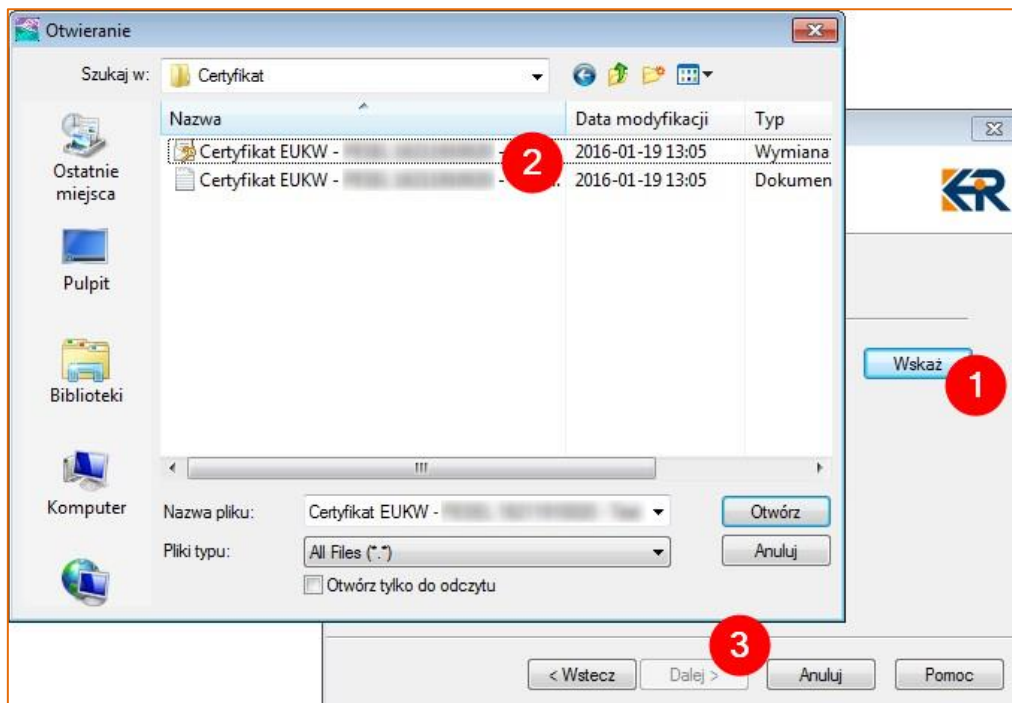 Otwieranie
Szukaj w: Certyfikat
Nazwa Data modyfikacji Typ
Certyfikat EUKW - - 2016-01-19 13:05 Wymiana
Certyfikat EUKW - - 2016-01-19 13:05 Dokumen
2
Ostatnie
miejsca
Pulpit
Biblioteki
Komputer
KR
Wskaż
1
Nazwa pliku: Certyfikat EUKW - Otwórz
Pliki typu: All Files (*.*) Anuluj
Otwórz tylko do odczytu
3
< Wstecz Dalej > Anuluj Pomoc